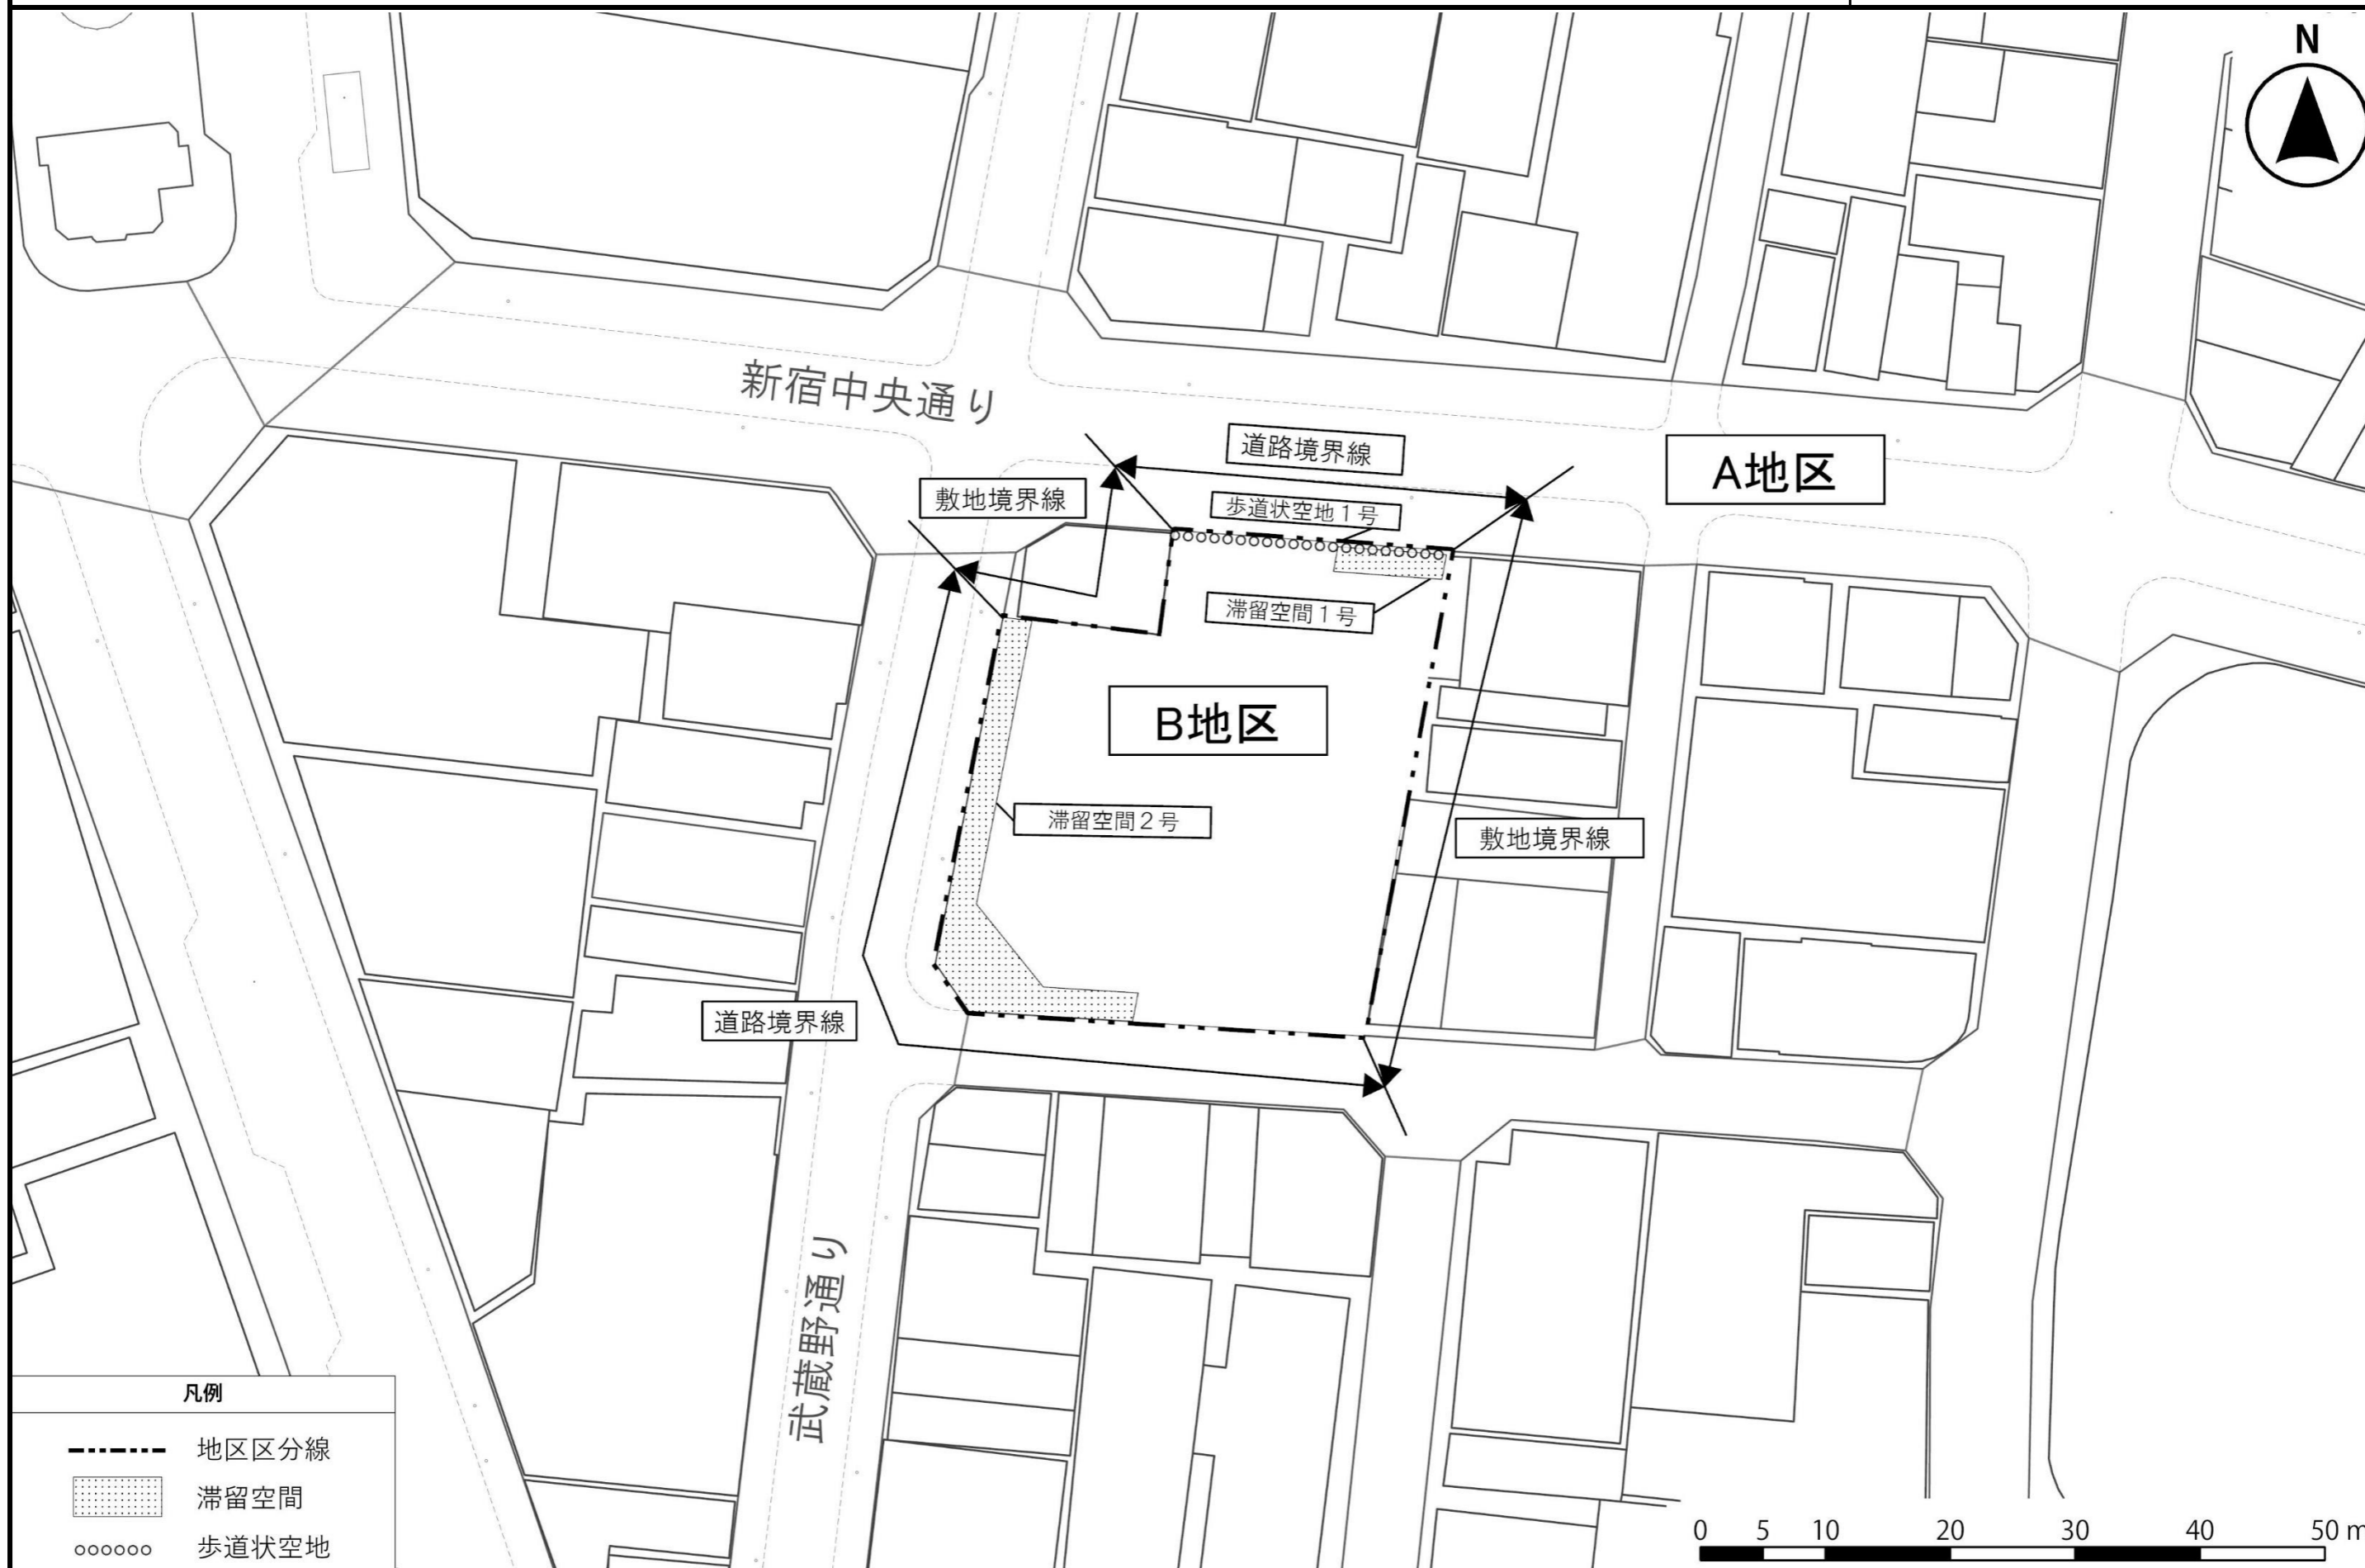 N
新宿中央通り
道路境界線
A地区
敷地境界線
歩道状空地1号
滞留空間1号
B地区
滞留空間2号
敷地境界線
道路境界線
武蔵野通り
凡例
地区区分線
滞留空間
歩道状空地
0 5 10 20 30 40 50 m